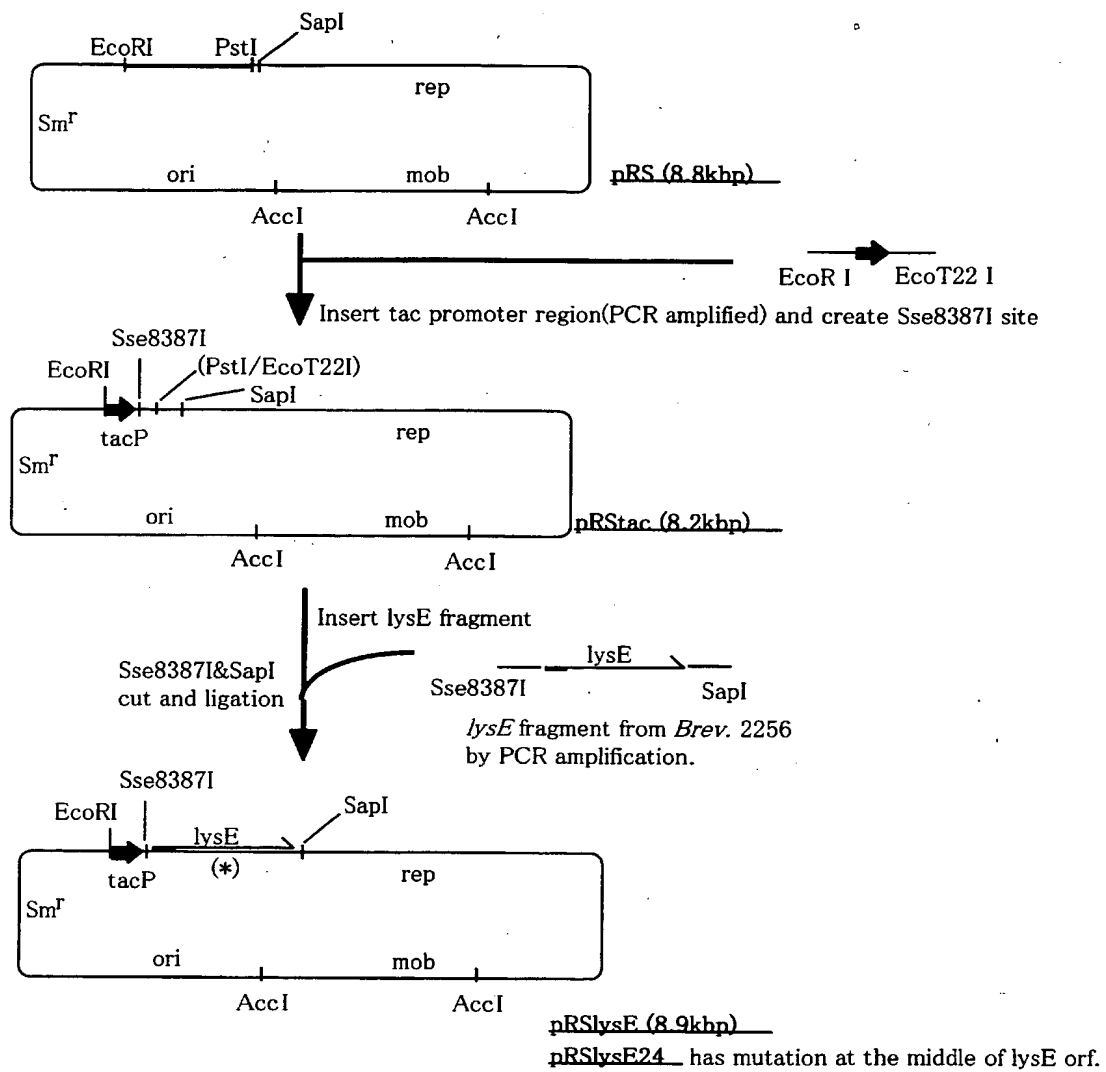 SapI
EcoRI PstI
rep
Smr
ori mob
pRS (8.8kbp)
AccI AccI
EcoR I EcoT22 I
Insert tac promoter region(PCR amplified) and create Sse8387I site
Sse8387I
(PstI/EcoT22I)
EcoRI
SapI
tacP
rep
Smr
ori mob
pRStac (8.2kbp)
AccI AccI
Insert lysE fragment
lysE
Sse8387I&SapI
cut and ligation
Sse8387I SapI
lysE fragment from Brev. 2256
by PCR amplification.
Sse8387I
EcoRI SapI
lysE
tacP (*) rep
Smr
ori mob
AccI AccI
pRSlysE (8.9kbp)
pRSlysE24 has mutation at the middle of lysE orf.